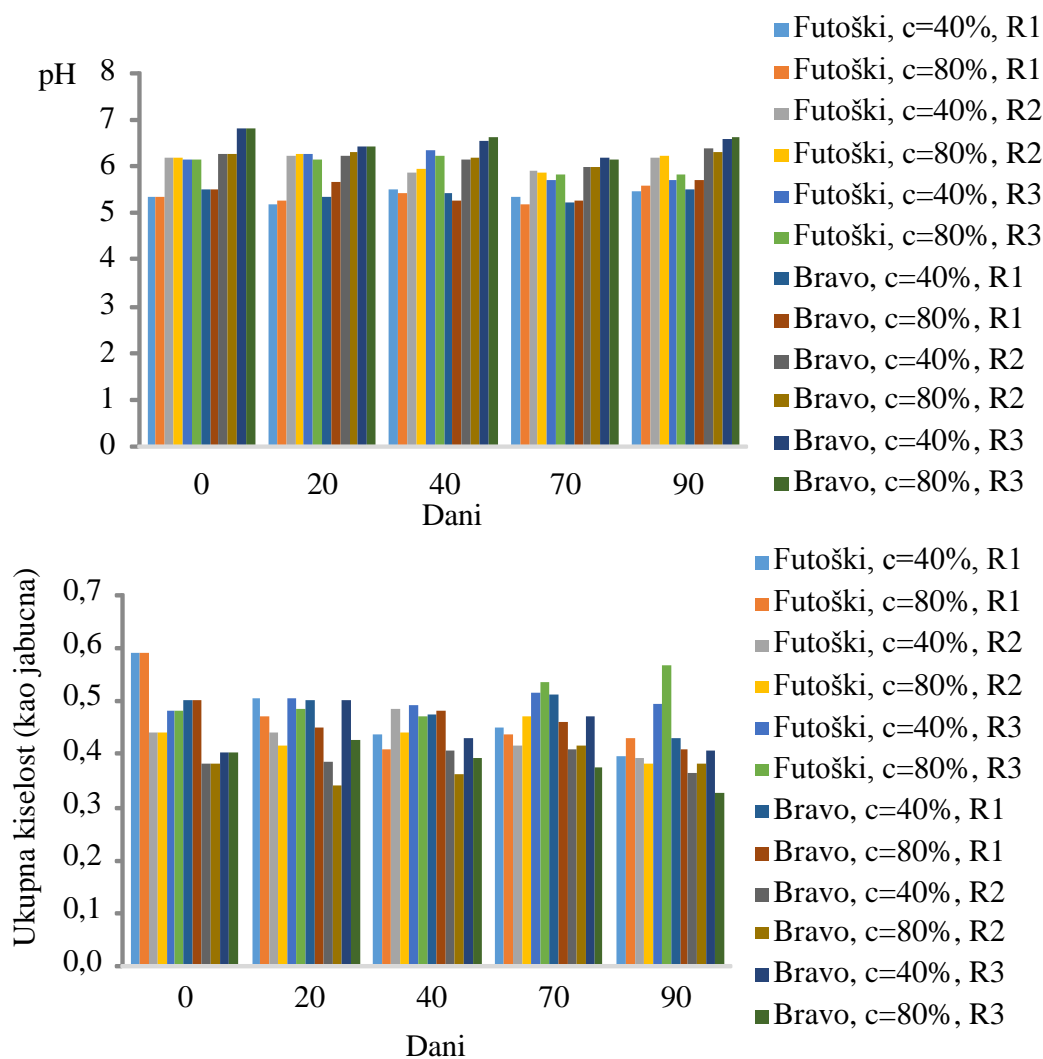 pH
8
7
6
5
4
3
2
1
0
0 20 40 70 90
Dani
Futoški, c=40%, R1
Futoški, c=80%, R1
Futoški, c=40%, R2
Futoški, c=80%, R2
Futoški, c=40%, R3
Futoški, c=80%, R3
Bravo, c=40%, R1
Bravo, c=80%, R1
Bravo, c=40%, R2
Bravo, c=80%, R2
Bravo, c=40%, R3
Bravo, c=80%, R3
Ukupna kiselost (kao jabucna)
0,7
0,6
0,5
0,4
0,3
0,2
0,1
0,0
0 20 40 70 90
Dani
Futoški, c=40%, R1
Futoški, c=80%, R1
Futoški, c=40%, R2
Futoški, c=80%, R2
Futoški, c=40%, R3
Futoški, c=80%, R3
Bravo, c=40%, R1
Bravo, c=80%, R1
Bravo, c=40%, R2
Bravo, c=80%, R2
Bravo, c=40%, R3
Bravo, c=80%, R3